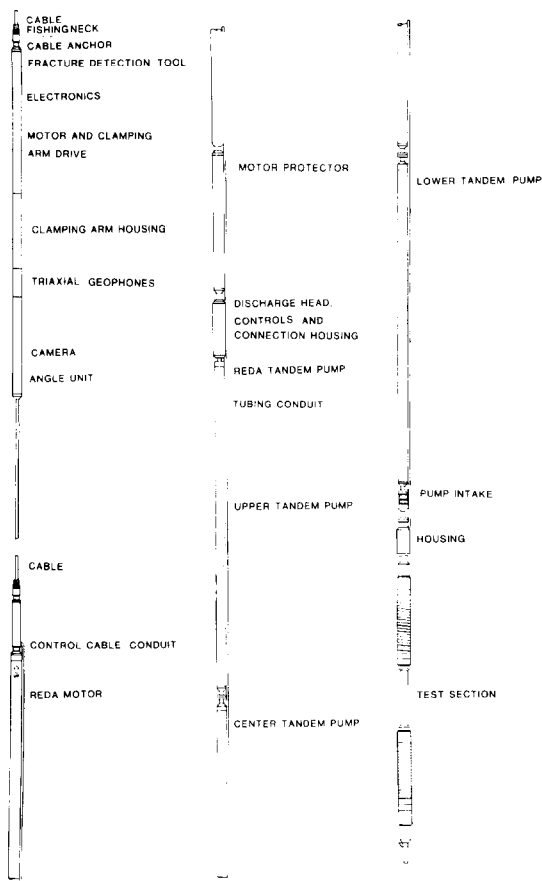 CABLE
FISHINGNECK
CABLE ANCHOR
FRACTURE DETECTION TOOL
ELECTRONICS
MOTOR AND CLAMPING
ARM DRIVE
CLAMPING ARM HOUSING
TRIAXIAL GEOPHONES
CAMERA
ANGLE UNIT
CABLE
CONTROL CABLE CONDUIT
REDA MOTOR
MOTOR PROTECTOR
DISCHARGE HEAD,
CONTROLS AND
CONNECTION HOUSING
REDA TANDEM PUMP
TUBING CONDUIT
UPPER TANDEM PUMP
CENTER TANDEM PUMP
LOWER TANDEM PUMP
PUMP INTAKE
HOUSING
TEST SECTION